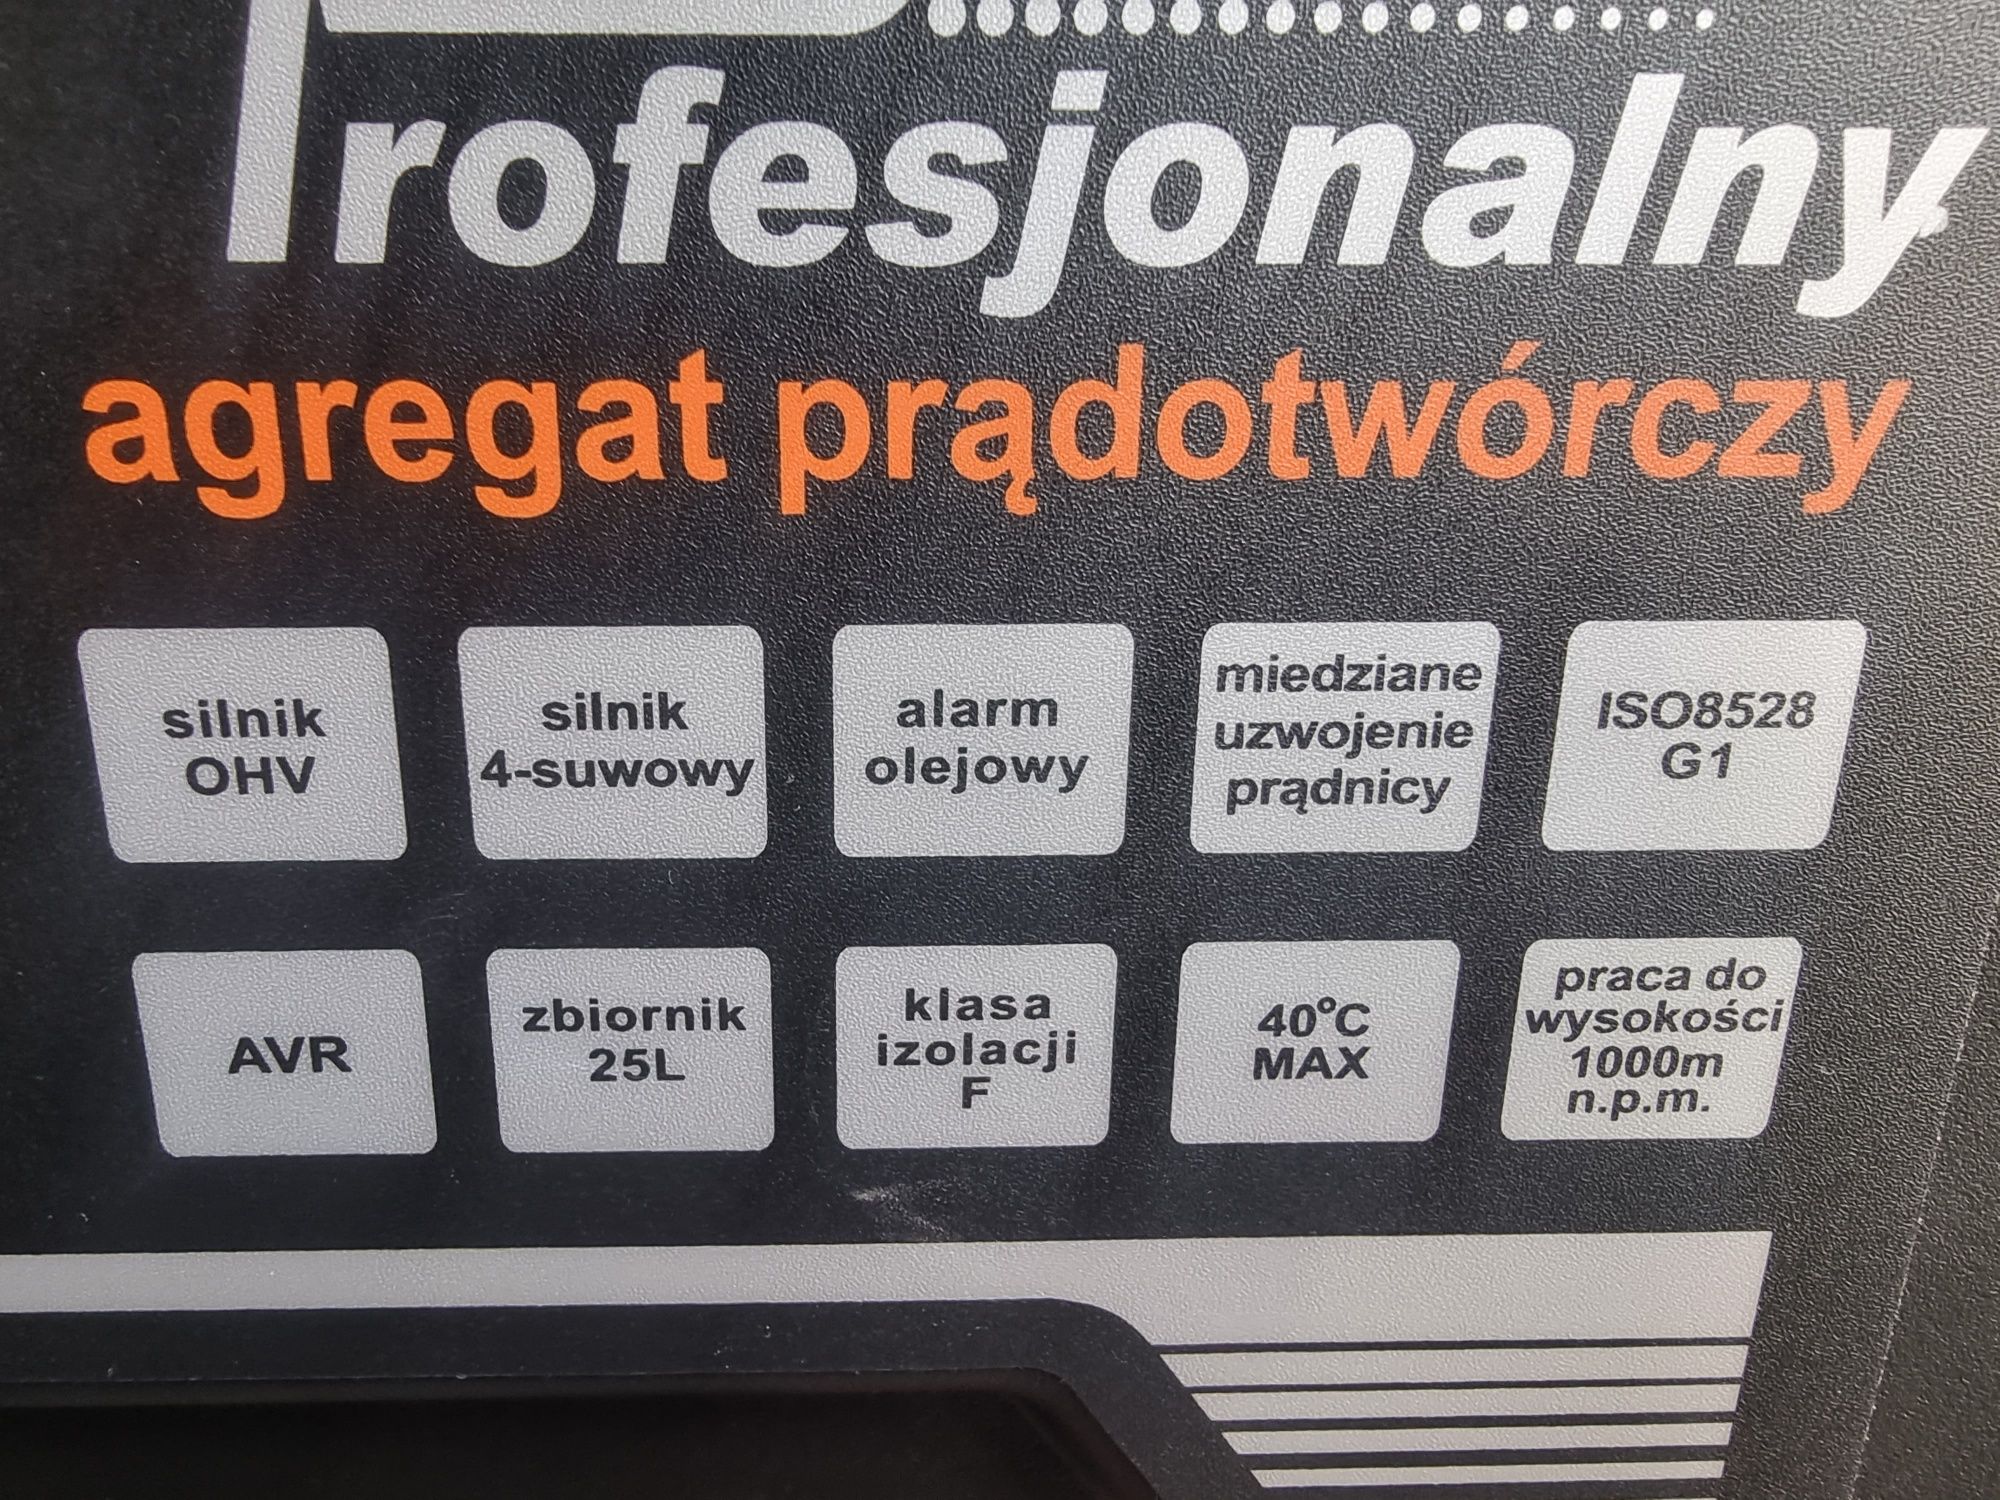 Profesjonalny
agregat prądotwórczy
silnik
OHV
silnik
4-suwowy
alarm
olejowy
miedziane
uzwojenie
prądnicy
ISO8528
G1
AVR
zbiornik
25L
klasa
izolacji
F
40°C
MAX
praca do
wysokości
1000m
n.p.m.